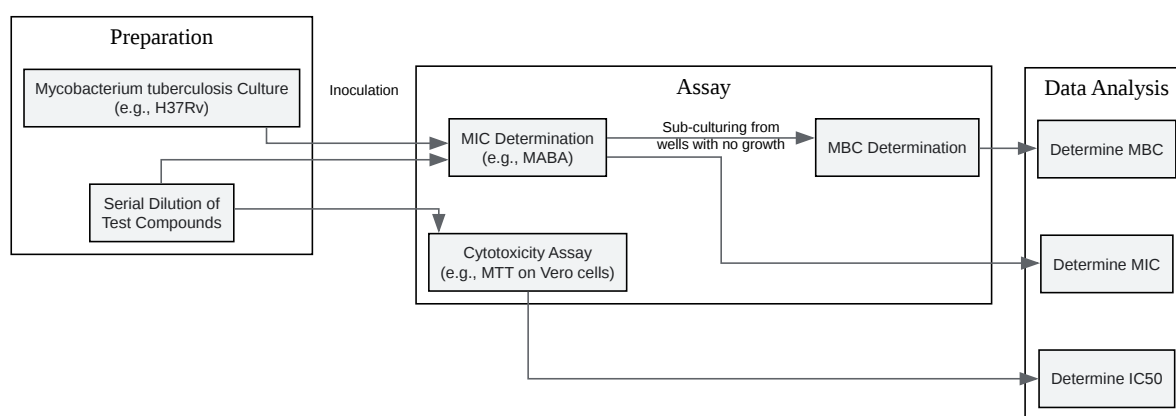 Preparation
Mycobacterium tuberculosis Culture
(e.g., H37Rv)
Serial Dilution of
Test Compounds
Inoculation
Assay
MIC Determination
(e.g., MABA)
Sub-culturing from
wells with no growth
MBC Determination
Cytotoxicity Assay
(e.g., MTT on Vero cells)
Data Analysis
Determine MBC
Determine MIC
Determine IC50